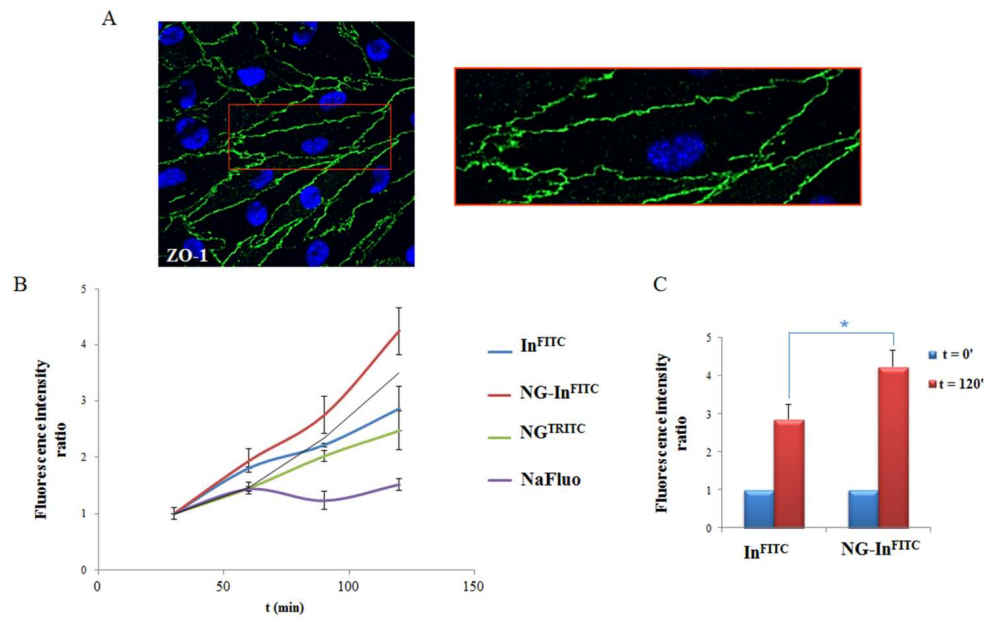 A
ZO-1
B
Fluorescence intensity
ratio
5
4
3
2
1
0
0
50
100
150
t (min)
In^FITC
NG-In^FITC
NG^TRITC
NaFluo
C
Fluorescence intensity
ratio
5
4
3
2
1
0
*
In^FITC
NG-In^FITC
t = 0'
t = 120'